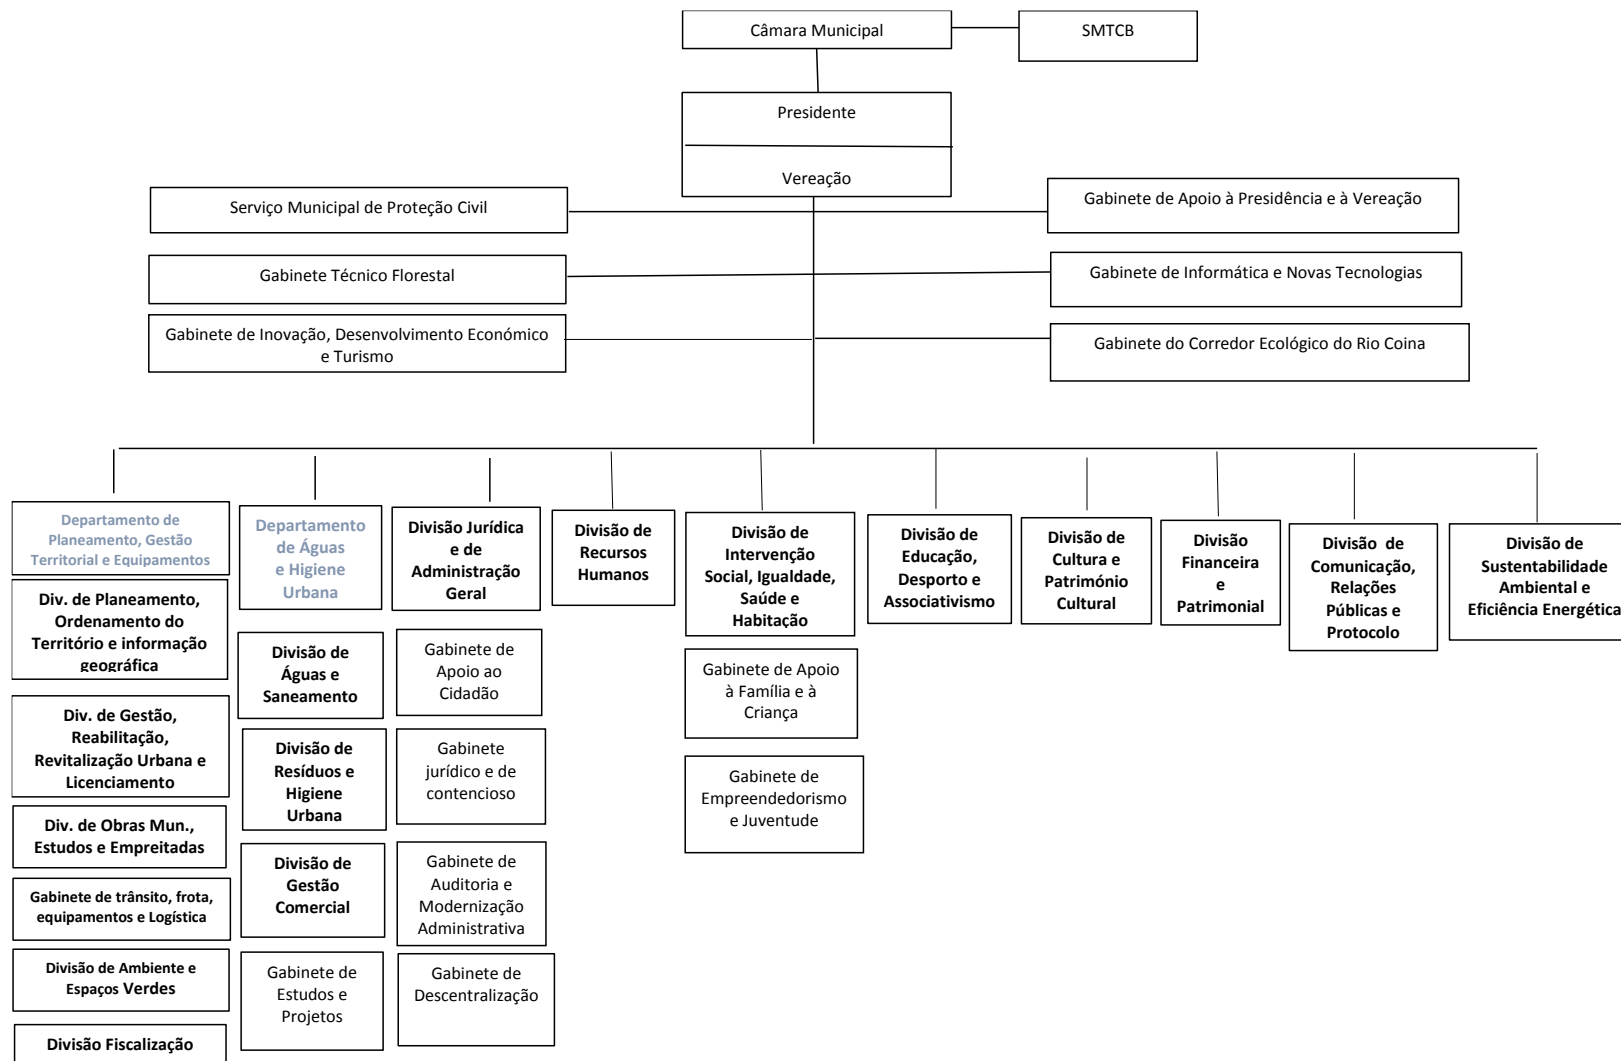 Câmara Municipal
SMTCB
Presidente
Vereação
Serviço Municipal de Proteção Civil
Gabinete de Apoio à Presidência e à Vereação
Gabinete Técnico Florestal
Gabinete de Informática e Novas Tecnologias
Gabinete de Inovação, Desenvolvimento Económico
e Turismo
Gabinete do Corredor Ecológico do Rio Coina
Departamento de
Planeamento, Gestão
Territorial e Equipamentos
Div. de Planeamento,
Ordenamento do
Território e informação
geográfica
Div. de Gestão,
Reabilitação,
Revitalização Urbana e
Licenciamento
Div. de Obras Mun.,
Estudos e Empreitadas
Gabinete de trânsito, frota,
equipamentos e Logística
Divisão de Ambiente e
Espaços Verdes
Divisão Fiscalização
Departamento
de Águas
e Higiene
Urbana
Divisão de
Águas e
Saneamento
Divisão de
Resíduos e
Higiene
Urbana
Divisão de
Gestão
Comercial
Gabinete de
Estudos e
Projetos
Divisão Jurídica
e de
Administração
Geral
Gabinete de
Apoio ao
Cidadão
Gabinete
jurídico e de
contencioso
Gabinete de
Auditoria e
Modernização
Administrativa
Gabinete de
Descentralização
Divisão de
Recursos
Humanos
Divisão de
Intervenção
Social, Igualdade,
Saúde e
Habitação
Gabinete de Apoio
à Família e à
Criança
Gabinete de
Empreendedorismo
e Juventude
Divisão de
Educação,
Desporto e
Associativismo
Divisão de
Cultura e
Património
Cultural
Divisão
Financeira
e
Patrimonial
Divisão de
Comunicação,
Relações
Públicas e
Protocolo
Divisão de
Sustentabilidade
Ambiental e
Eficiência Energética